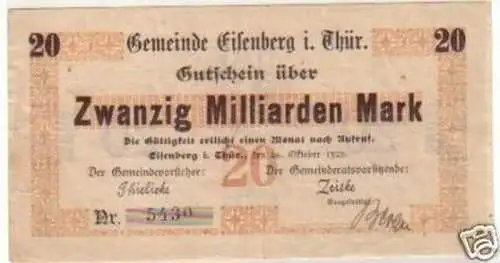 20 Gemeinde Eisenberg i. Thür. 20
Gutschein über
Zwanzig Milliarden Mark
Die Gültigkeit erlischt einen Monat nach Aufruf.
Eisenberg i. Thür., den 26. Oktober 1923.
Der Gemeindevorsteher: 20 Der Gemeinderatsvorsitzende:
Nr. 5430
ebY